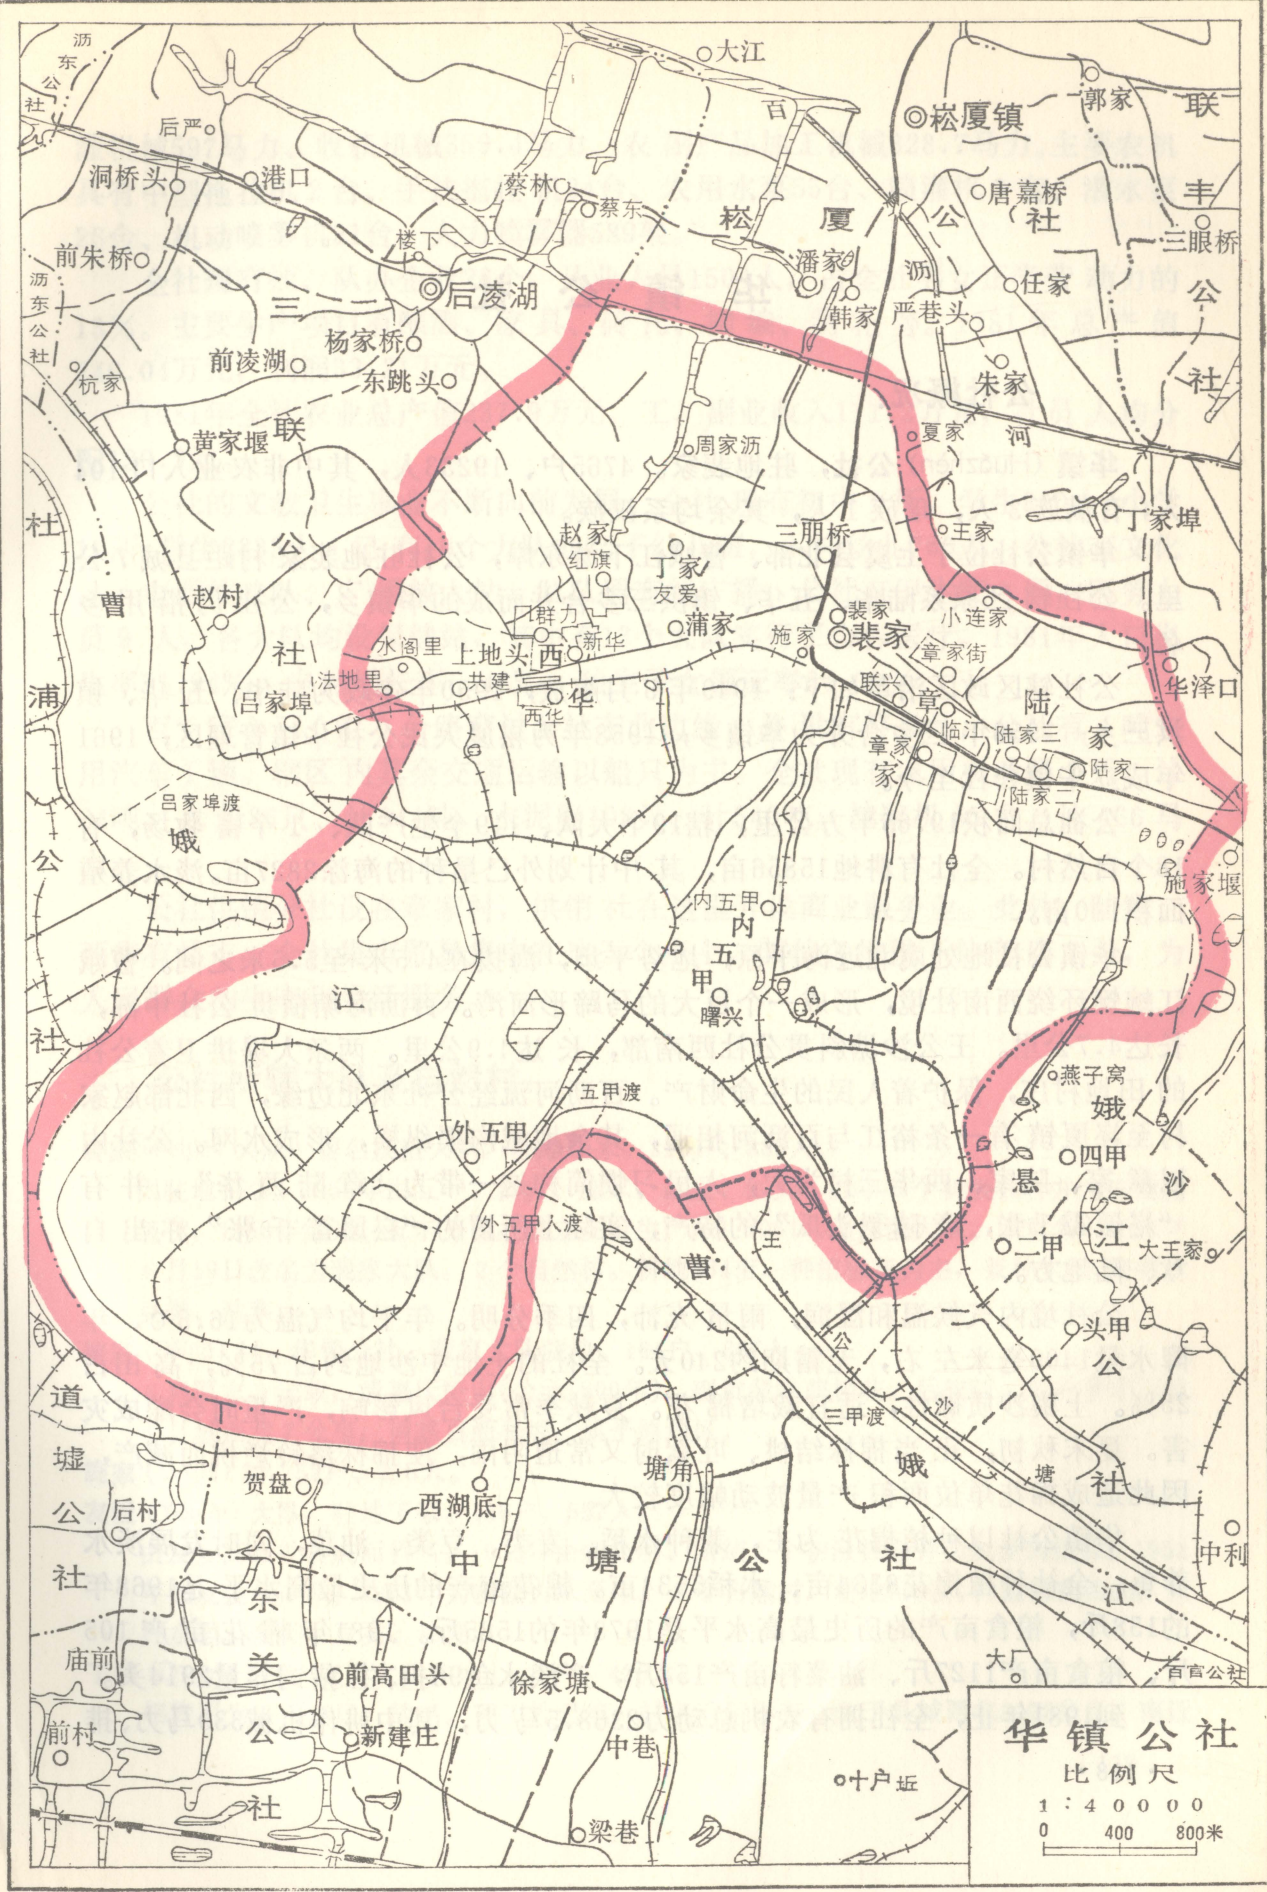 沥东公社
大江
百
崧厦镇
郭家
联丰公社
后严
洞桥头
港口
蔡林
蔡东
崧厦公社
唐嘉桥
三眼桥
前朱桥
楼下
后凌湖
潘家
韩家
沥
严巷头
任家
沥东公社
三二联公社
杨家桥
前凌湖
东跳头
杭家
朱家
黄家堰
周家沥
夏家
河
丁家埠
赵家
红旗
丁家
友爱
三朋桥
王家
曹
赵村
群力
新华
蒲家
施家
裴家
裴家
小连家
水阁里
上地头
西华
章家街
法地里
共建
西华
联兴
章家
临江
陆家
华泽口
吕家埠
章家
陆家三
陆家
陆家二
杜浦公社
吕家埠渡
娥
施家堰
内五甲
内五甲
江
曙兴
燕子窝
五甲渡
外五甲
娥
四甲
悬
沙
外五甲人渡
二甲
江
大王家
曹
王
公
头甲
公
道墟公社
三甲渡
沙
塘
社
贺盘
塘角
娥
后村
西湖底
中塘公社
中利
江
东关公社
庙前
前高田头
徐家塘
大厂
百官公社
前村
新建庄
中巷
十户丘
梁巷
华镇公社
比例尺
1:40000
0 400 800米